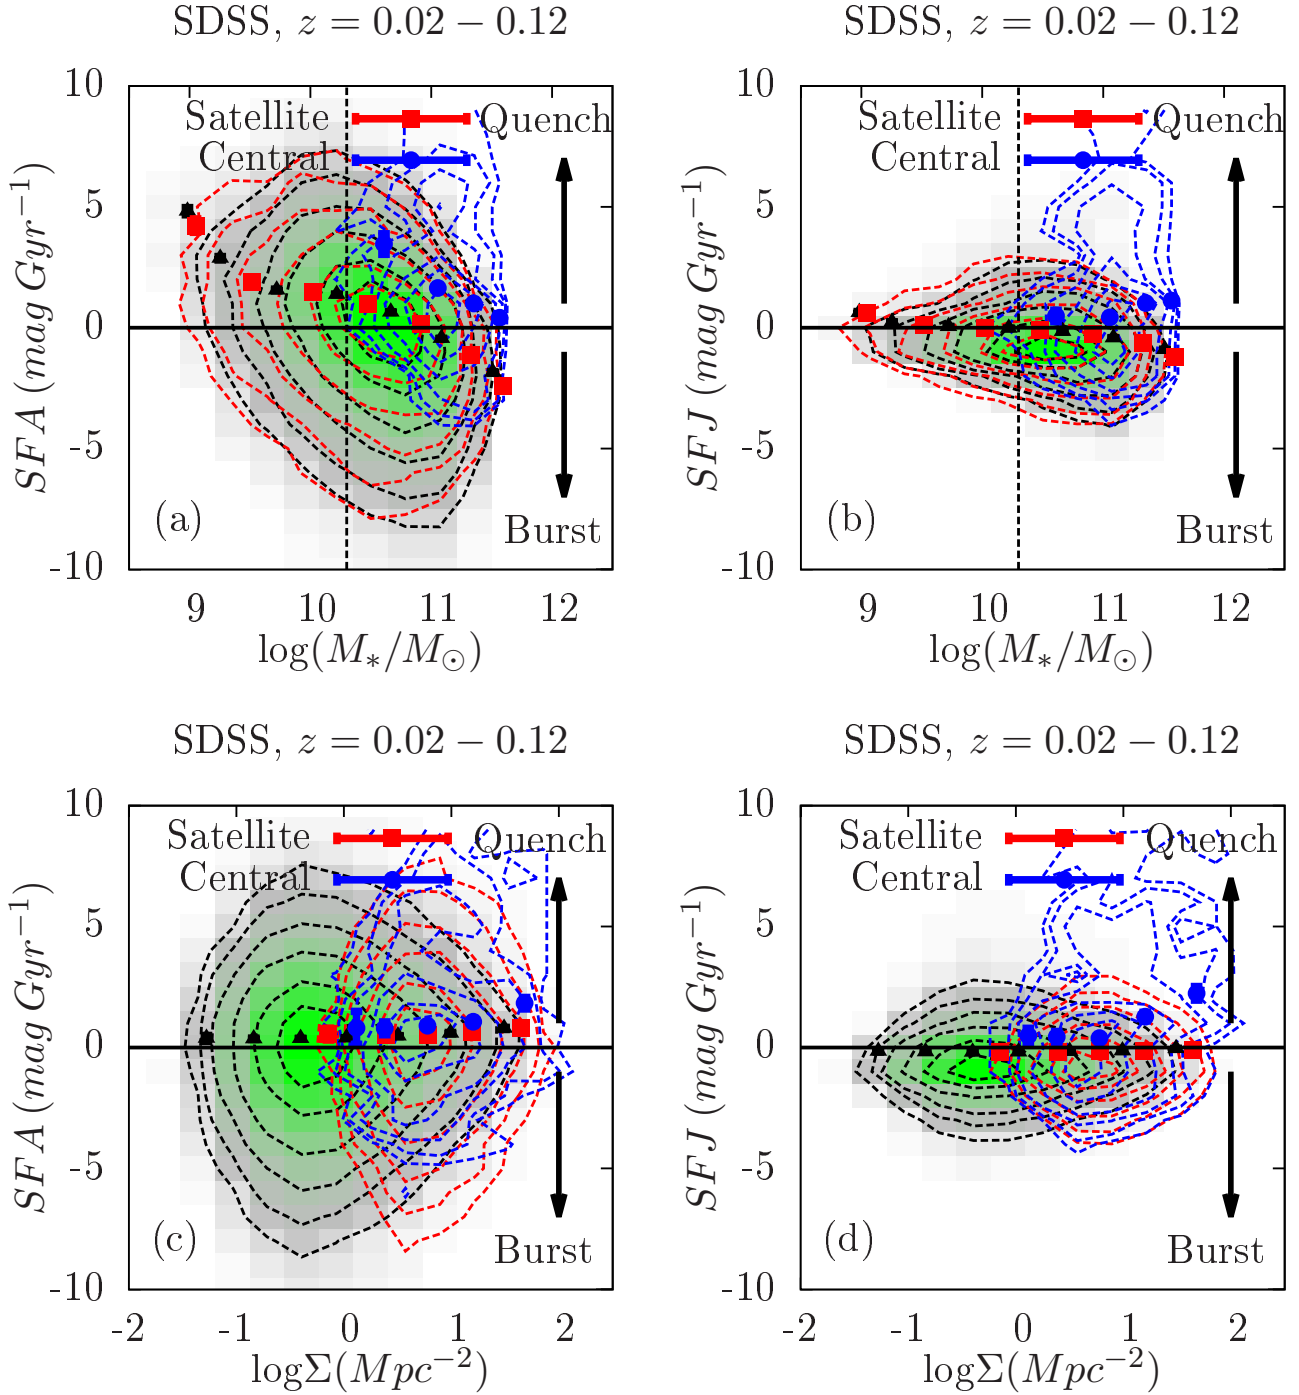 SDSS, z = 0.02 − 0.12
10
5
0
-5
-10
SFA (mag Gyr⁻¹)
Satellite
Central
Quench
Burst
(a)
9 10 11 12
log(M∗/M⊙)
SDSS, z = 0.02 − 0.12
10
5
0
-5
-10
SFJ (mag Gyr⁻¹)
Satellite
Central
Quench
Burst
(b)
9 10 11 12
log(M∗/M⊙)
SDSS, z = 0.02 − 0.12
10
5
0
-5
-10
SFA (mag Gyr⁻¹)
Satellite
Central
Quench
Burst
(c)
-2 -1 0 1 2
logΣ(Mpc⁻²)
SDSS, z = 0.02 − 0.12
10
5
0
-5
-10
SFJ (mag Gyr⁻¹)
Satellite
Central
Quench
Burst
(d)
-2 -1 0 1 2
logΣ(Mpc⁻²)